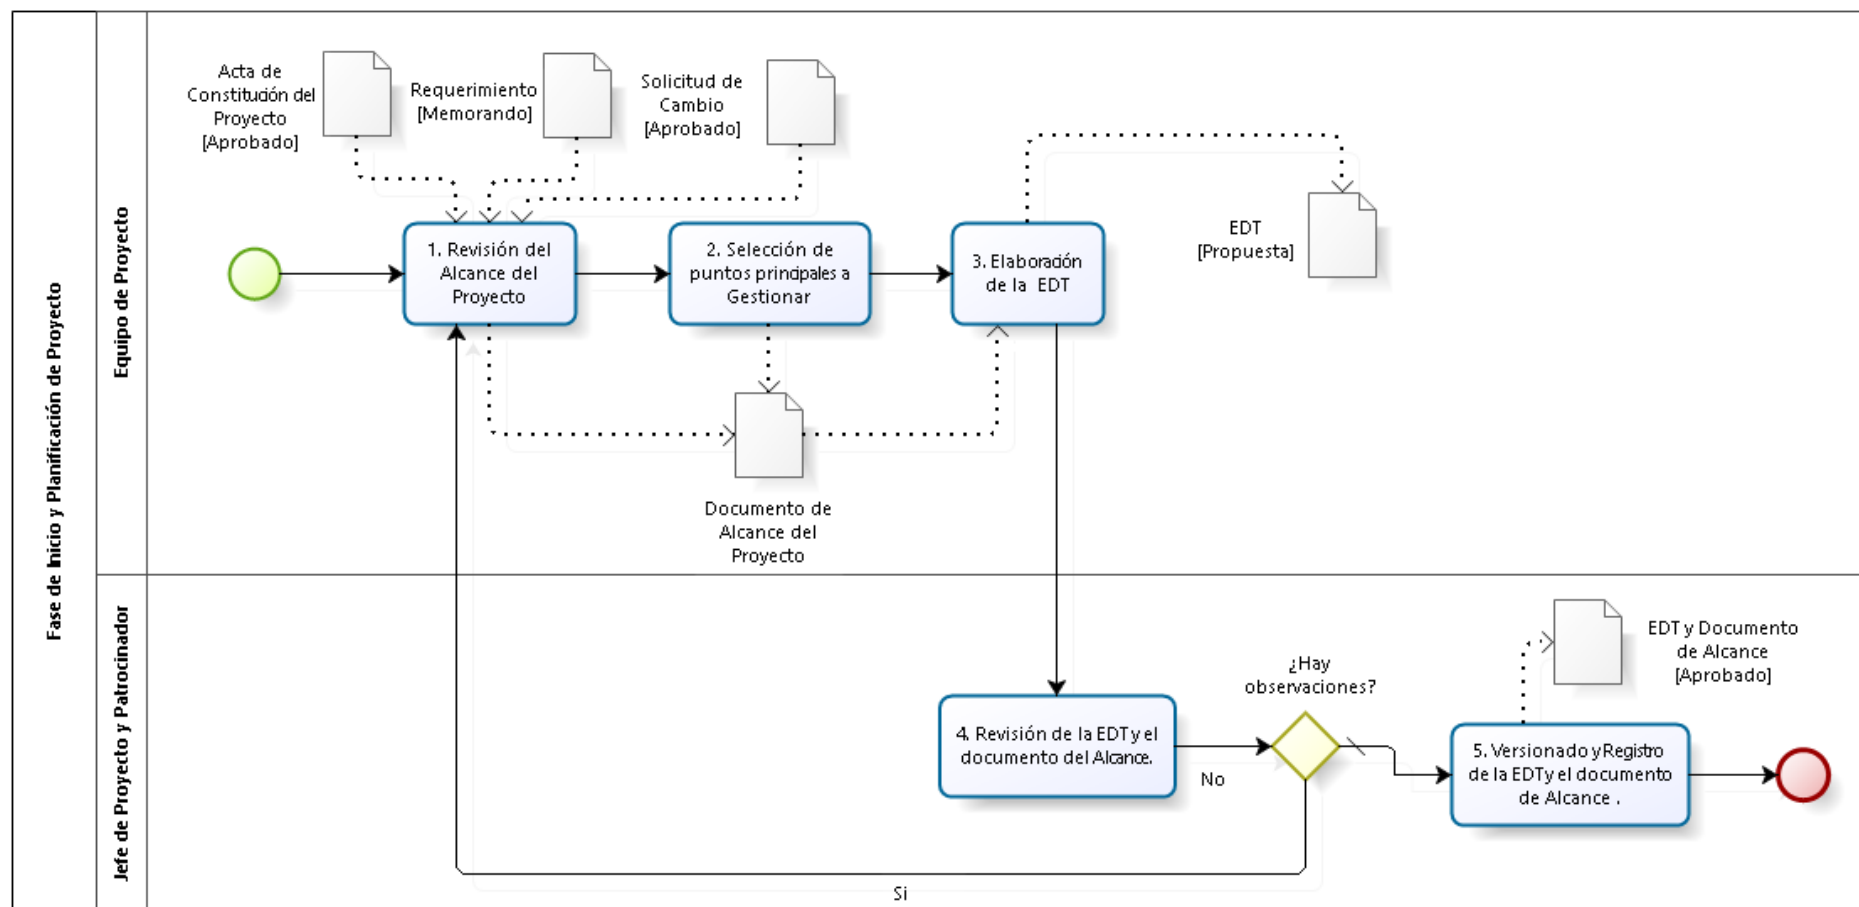 Fase de Inicio y Planificación de Proyecto
Equipo de Proyecto
Acta de
Constitución del
Proyecto
[Aprobado]
Requerimiento
[Memorando]
Solicitud de
Cambio
[Aprobado]
1. Revisión del
Alcance del
Proyecto
2. Selección de
puntos principales a
Gestionar
3. Elaboración
de la EDT
EDT
[Propuesta]
Documento de
Alcance del
Proyecto
Jefe de Proyecto y Patrocinador
4. Revisión de la EDT y el
documento del Alcance.
¿Hay
observaciones?
No
Si
5. Versionado y Registro
de la EDT y el documento
de Alcance .
EDT y Documento
de Alcance
[Aprobado]